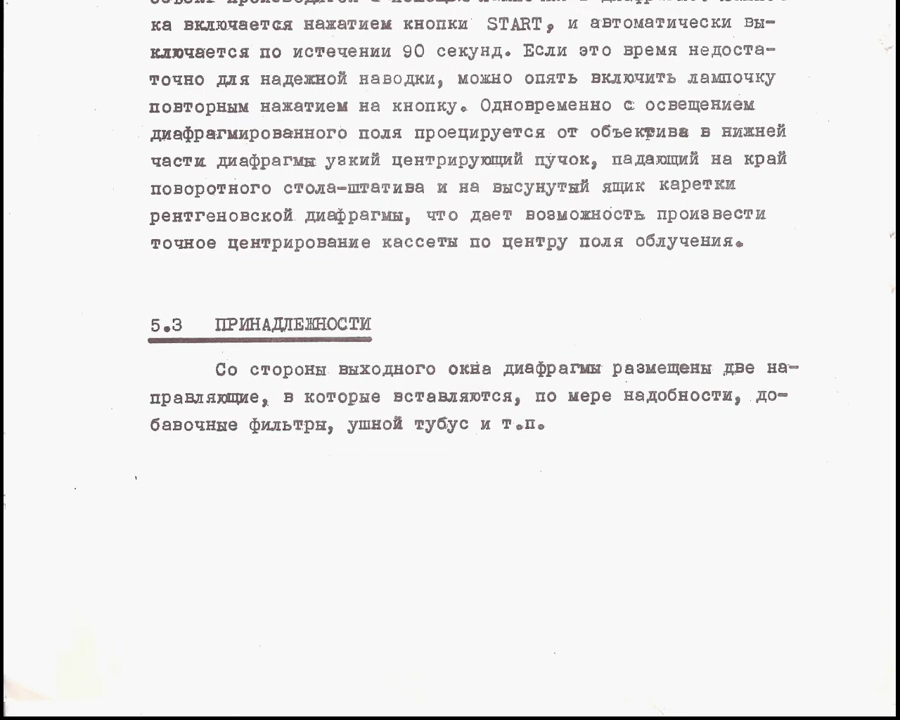 ка включается нажатием кнопки START, и автоматически вы-
ключается по истечении 90 секунд. Если это время недоста-
точно для надежной наводки, можно опять включить лампочку
повторным нажатием на кнопку. Одновременно с освещением
диафрагмированного поля проецируется от объектива в нижней
части диафрагмы узкий центрирующий пучок, падающий на край
поворотного стола-штатива и на высунутый ящик каретки
рентгеновской диафрагмы, что дает возможность произвести
точное центрирование кассеты по центру поля облучения.
5.3 ПРИНАДЛЕЖНОСТИ
Со стороны выходного окна диафрагмы размещены две на-
правляющие, в которые вставляются, по мере надобности, до-
бавочные фильтры, ушной тубус и т.п.